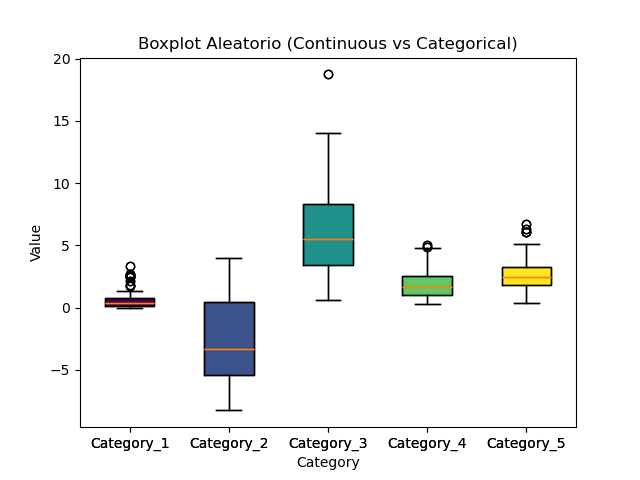 Boxplot Aleatorio (Continuous vs Categorical)
20
15
10
5
0
−5
Value
Category_1 Category_2 Category_3 Category_4 Category_5
Category